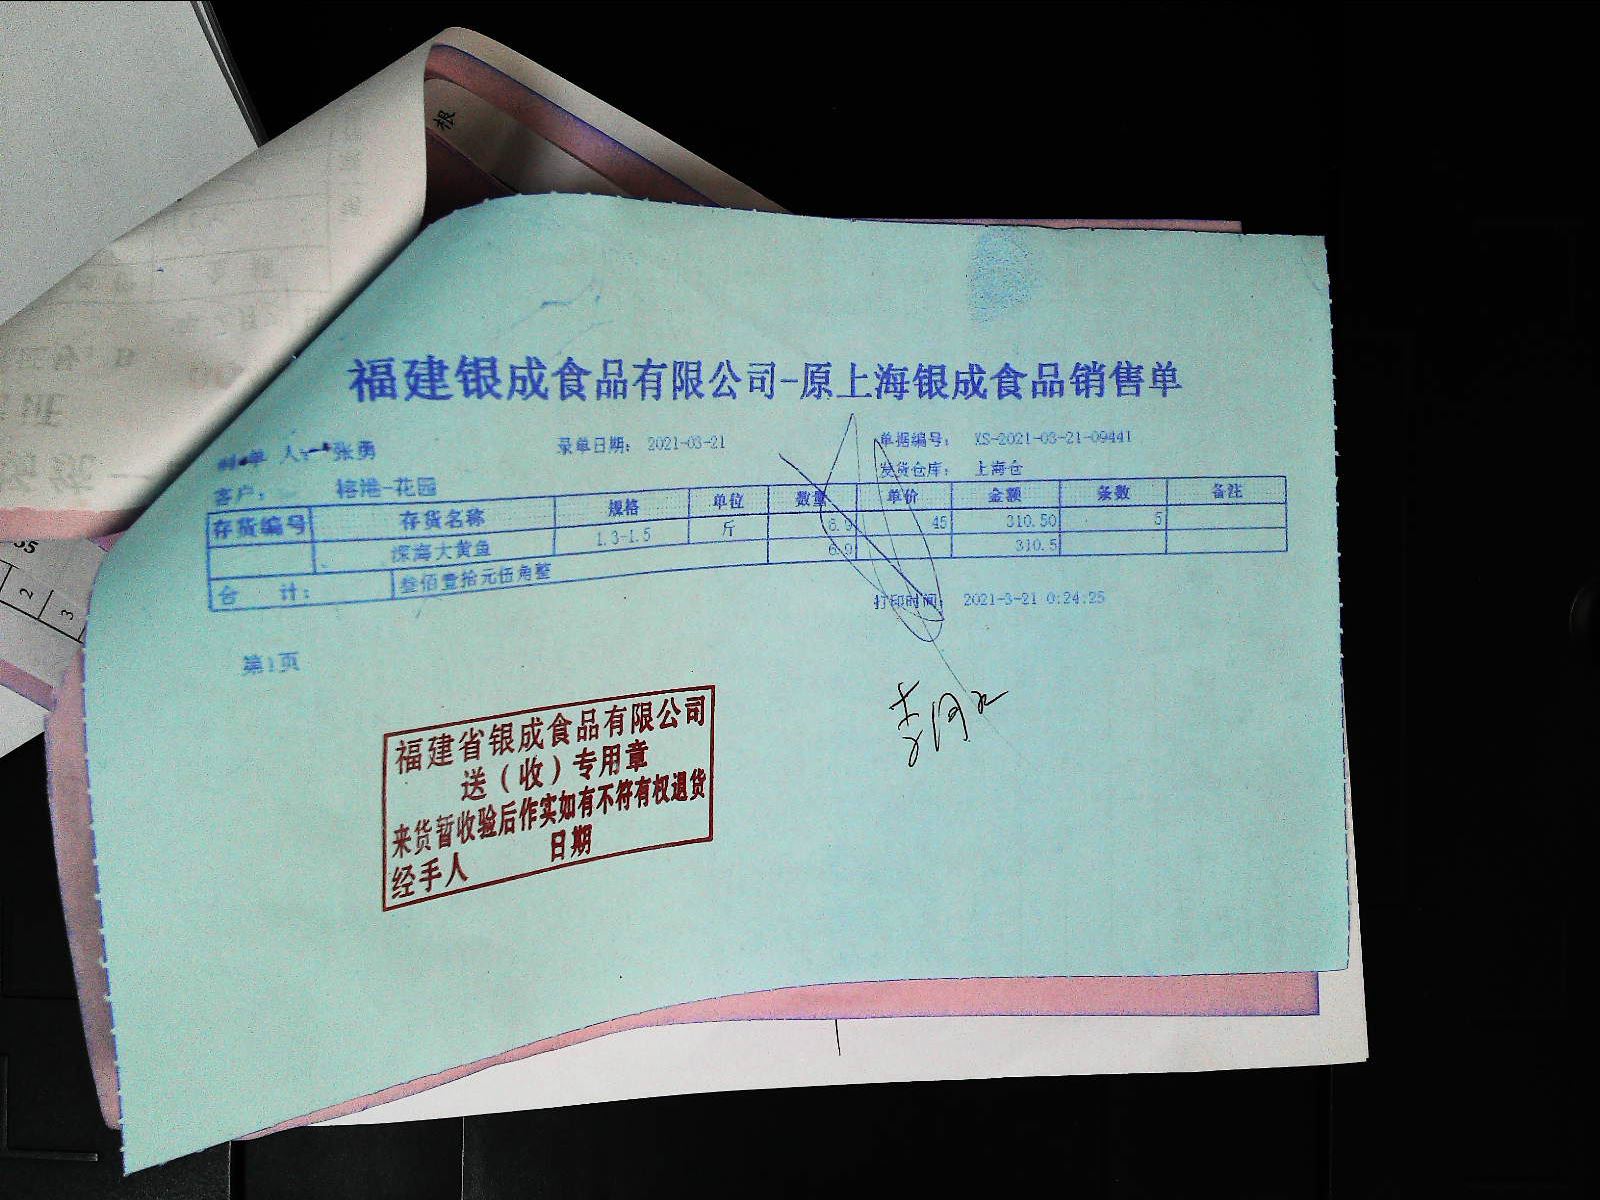 根
福建银成食品有限公司-原上海银成食品销售单
单 人: 张勇 录单日期: 2021-03-21 单据编号: XS-2021-03-21-09441
客户: 榕港-花园 发货仓库: 上海仓
存货编号 存货名称 规格 单位 数量 单价 金额 条数 备注
深海大黄鱼 1.3-1.5 斤 6.9 45 310.50 5
6.9 310.5
合 计: 叁佰壹拾元伍角整
打印时间: 2021-3-21 0:24:25
第1页
福建省银成食品有限公司
送（收）专用章
来货暂收验后作实如有不符有权退货
经手人 日期
2 3